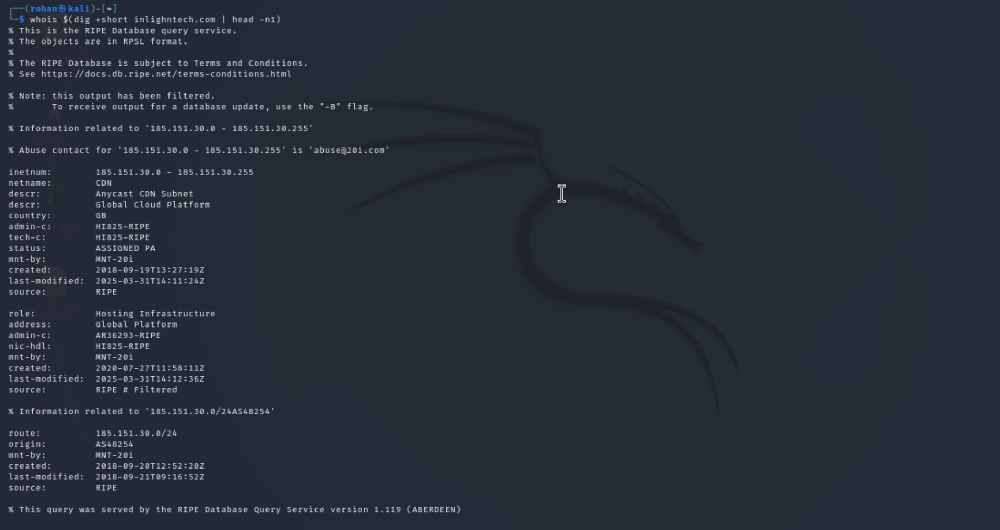 ┌──(rohan㉿kali)-[~]
└─$ whois $(dig +short inlighntech.com | head -n1)
% This is the RIPE Database query service.
% The objects are in RPSL format.
%
% The RIPE Database is subject to Terms and Conditions.
% See https://docs.db.ripe.net/terms-conditions.html

% Note: this output has been filtered.
%       To receive output for a database update, use the "-B" flag.

% Information related to '185.151.30.0 - 185.151.30.255'

% Abuse contact for '185.151.30.0 - 185.151.30.255' is 'abuse@20i.com'

inetnum:        185.151.30.0 - 185.151.30.255
netname:        CDN
descr:          Anycast CDN Subnet
descr:          Global Cloud Platform
country:        GB
admin-c:        HI825-RIPE
tech-c:         HI825-RIPE
status:         ASSIGNED PA
mnt-by:         MNT-20i
created:        2018-09-19T13:27:19Z
last-modified:  2025-03-31T14:11:24Z
source:         RIPE

role:           Hosting Infrastructure
address:        Global Platform
admin-c:        AR36293-RIPE
nic-hdl:        HI825-RIPE
mnt-by:         MNT-20i
created:        2020-07-27T11:58:11Z
last-modified:  2025-03-31T14:12:36Z
source:         RIPE # Filtered

% Information related to '185.151.30.0/24AS48254'

route:          185.151.30.0/24
origin:         AS48254
mnt-by:         MNT-20i
created:        2018-09-20T12:52:20Z
last-modified:  2018-09-21T09:16:52Z
source:         RIPE

% This query was served by the RIPE Database Query Service version 1.119 (ABERDEEN)
File System
Home
hash.txt